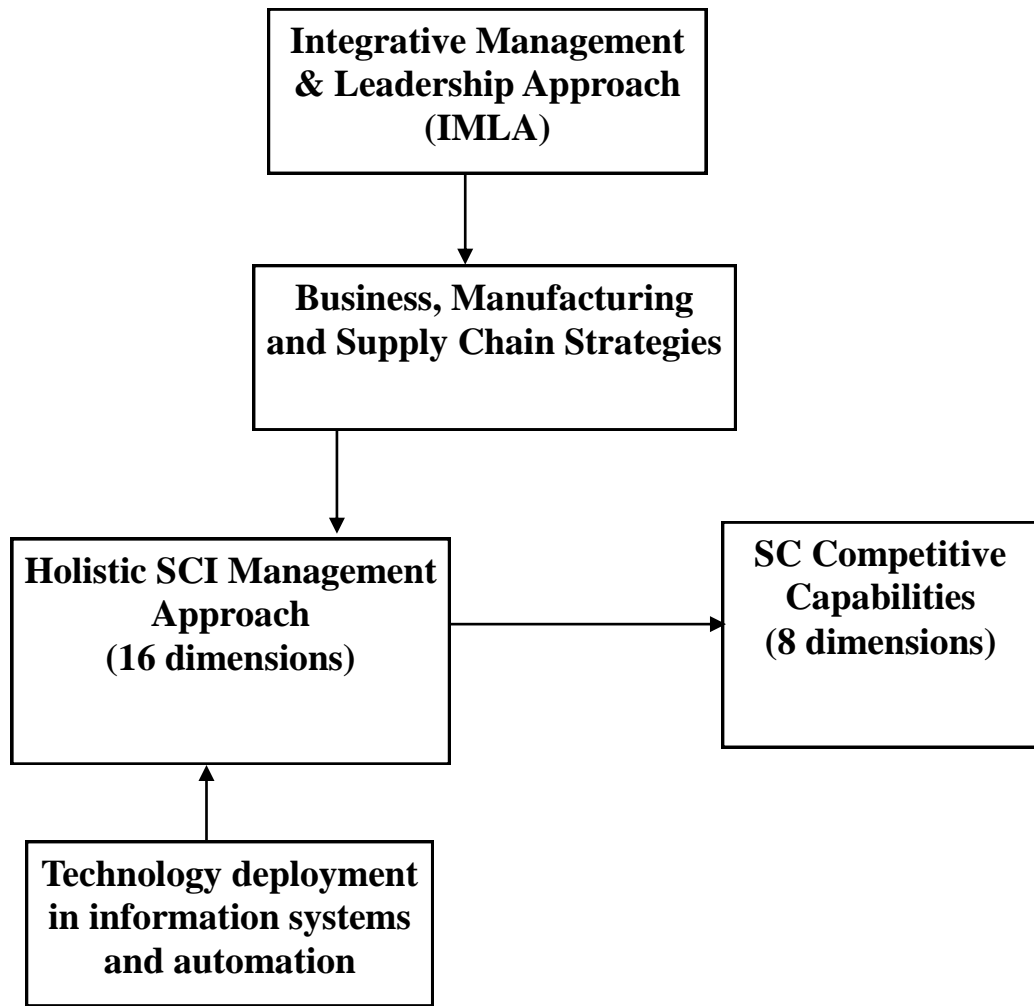 Integrative Management
& Leadership Approach
(IMLA)
Business, Manufacturing
and Supply Chain Strategies
Holistic SCI Management
Approach
(16 dimensions)
SC Competitive
Capabilities
(8 dimensions)
Technology deployment
in information systems
and automation